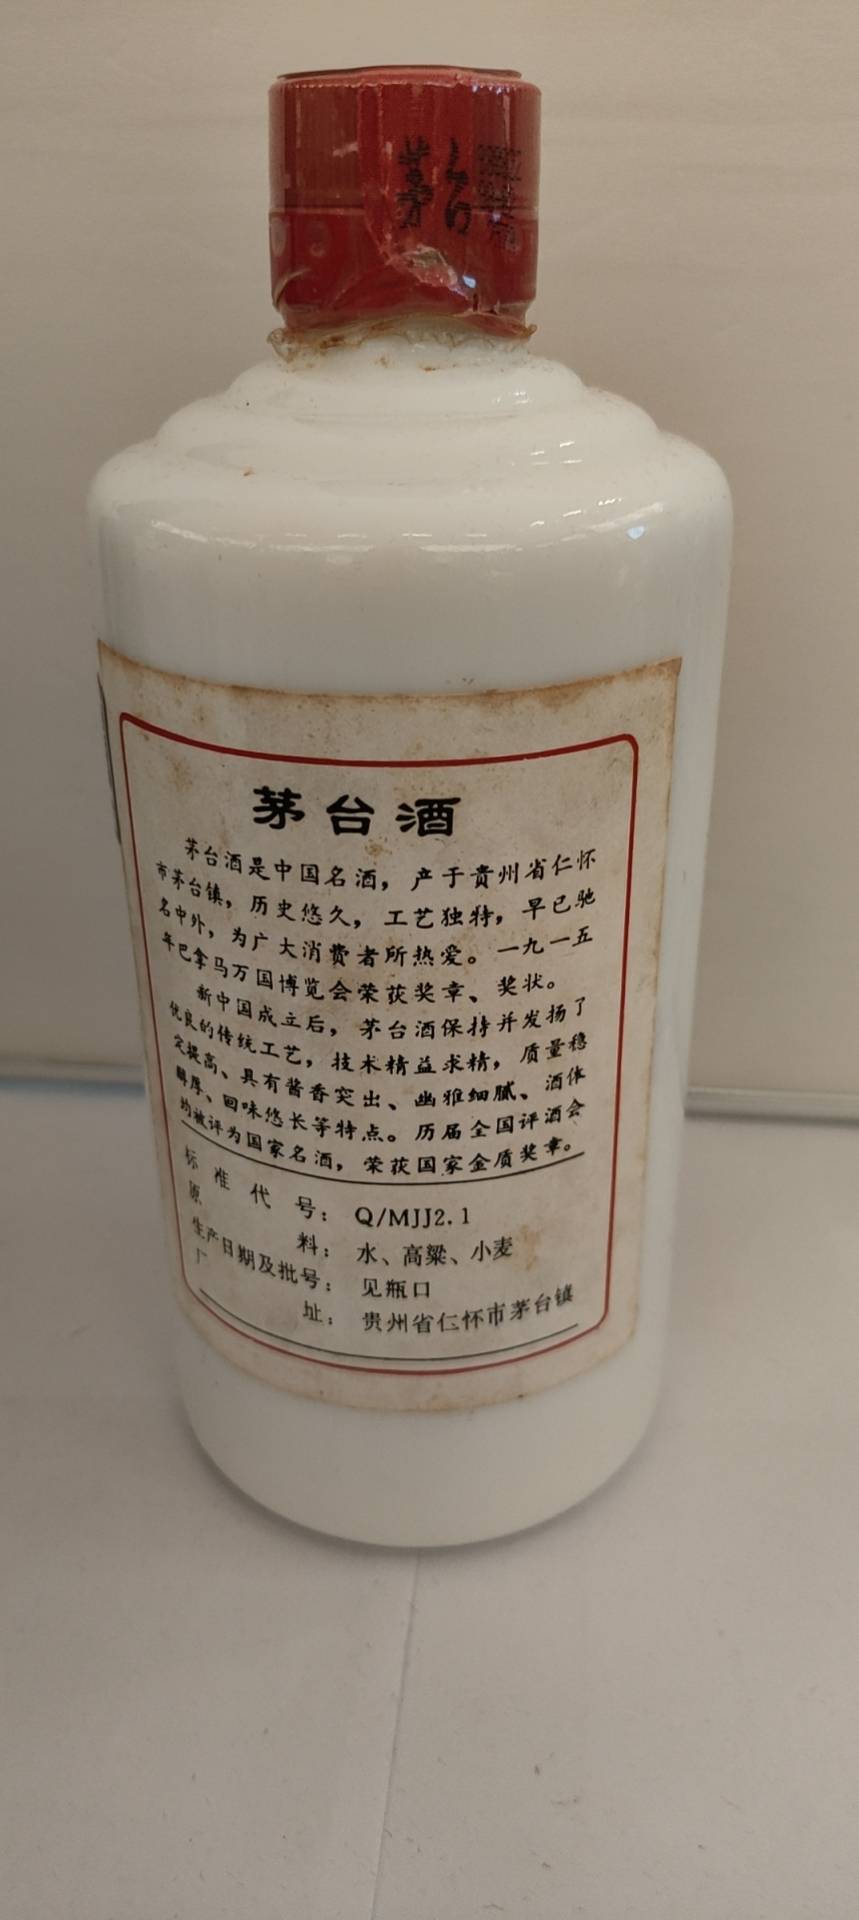 茅台
茅台酒
茅台酒是中国名酒，产于贵州省仁怀
市茅台镇，历史悠久，工艺独特，早已驰
名中外，为广大消费者所热爱。一九一五
年巴拿马万国博览会荣获奖章、奖状。
新中国成立后，茅台酒保持并发扬了
优良的传统工艺，技术精益求精，质量稳
定提高、具有酱香突出、幽雅细腻、酒体
醇厚、回味悠长等特点。历届全国评酒会
均被评为国家名酒，荣获国家金质奖章。
标准代号：Q/MJJ2.1
原料：水、高粱、小麦
生产日期及批号：见瓶口
厂址：贵州省仁怀市茅台镇